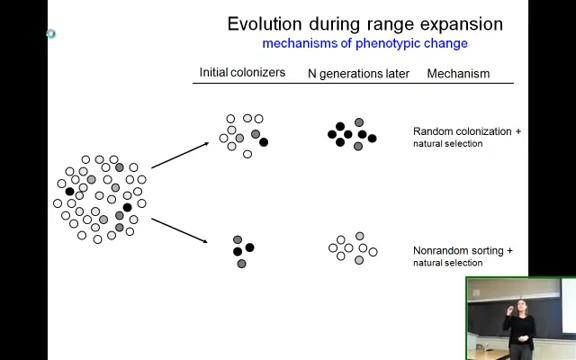 Evolution during range expansion
mechanisms of phenotypic change
Initial colonizers N generations later Mechanism
Random colonization +
natural selection
Nonrandom sorting +
natural selection